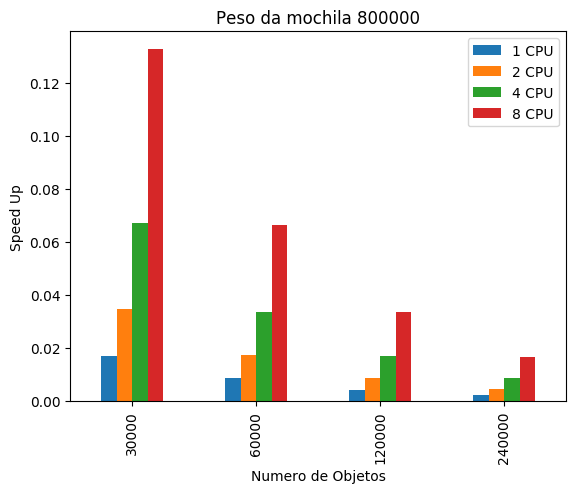 Peso da mochila 800000
1 CPU
2 CPU
4 CPU
8 CPU
Speed Up
0.12
0.10
0.08
0.06
0.04
0.02
0.00
30000
60000
120000
240000
Numero de Objetos